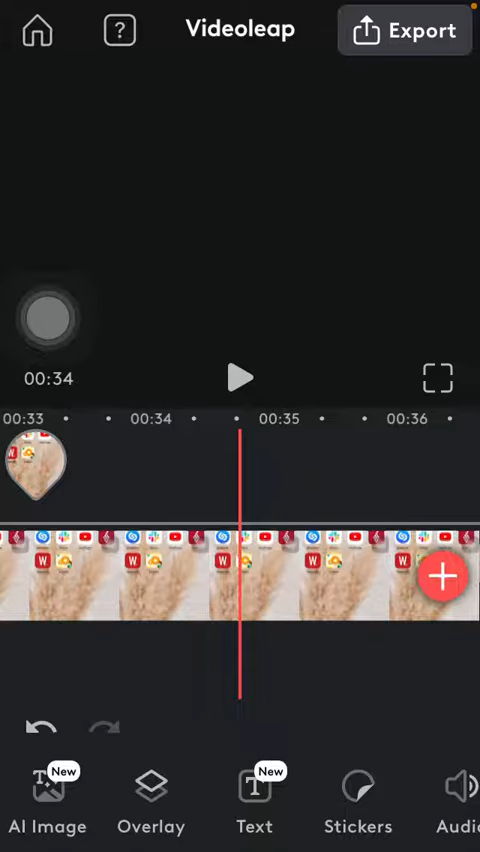 ?
Videoleap
Export
00:34
00:33
00:34
00:35
00:36
W
W
W
W
W
New
New
AI Image
Overlay
Text
Stickers
Audio